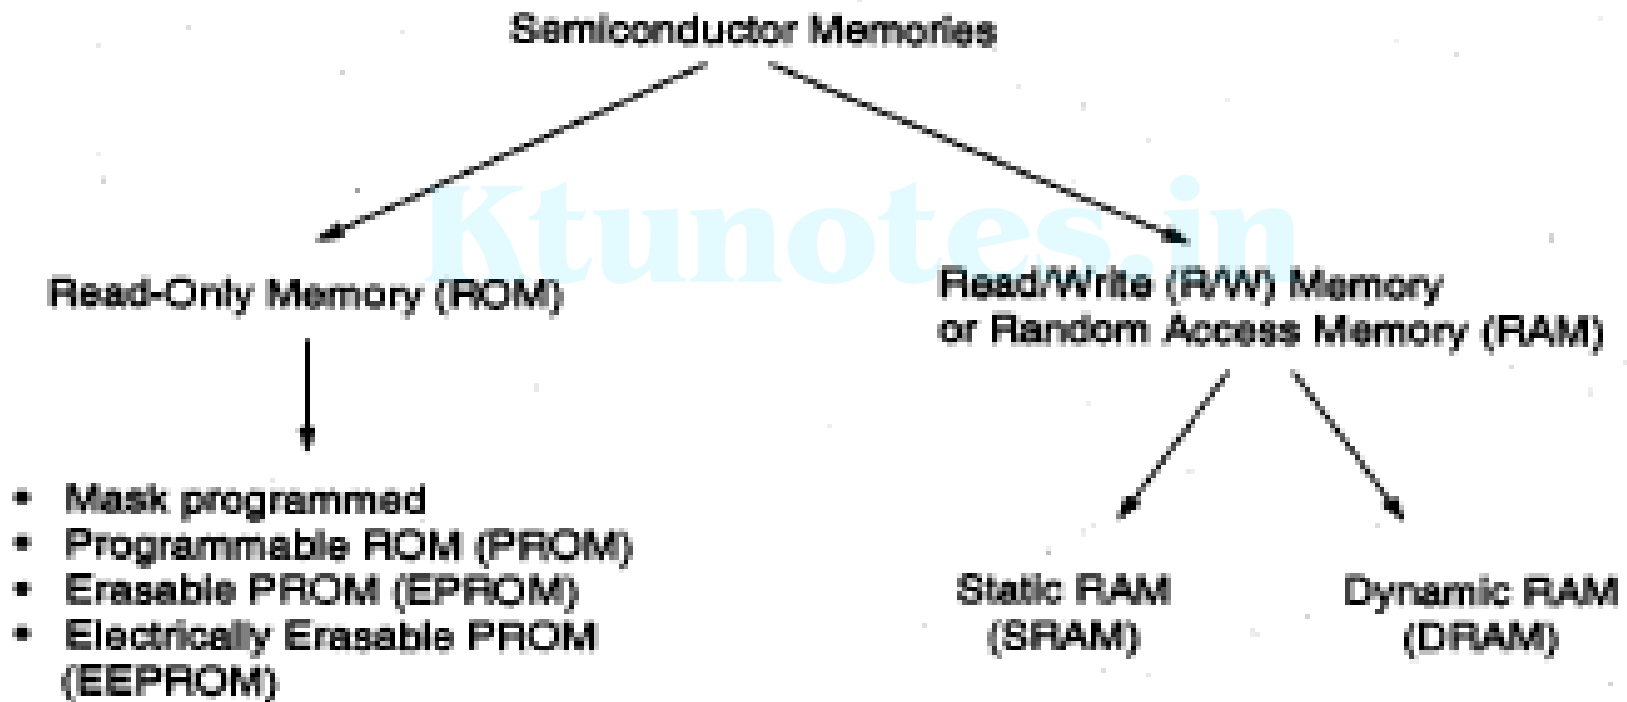 Semiconductor Memories
Ktunotes.in
Read-Only Memory (ROM)
Read/Write (R/W) Memory
or Random Access Memory (RAM)
• Mask programmed
• Programmable ROM (PROM)
• Erasable PROM (EPROM)
• Electrically Erasable PROM
(EEPROM)
Static RAM
(SRAM)
Dynamic RAM
(DRAM)